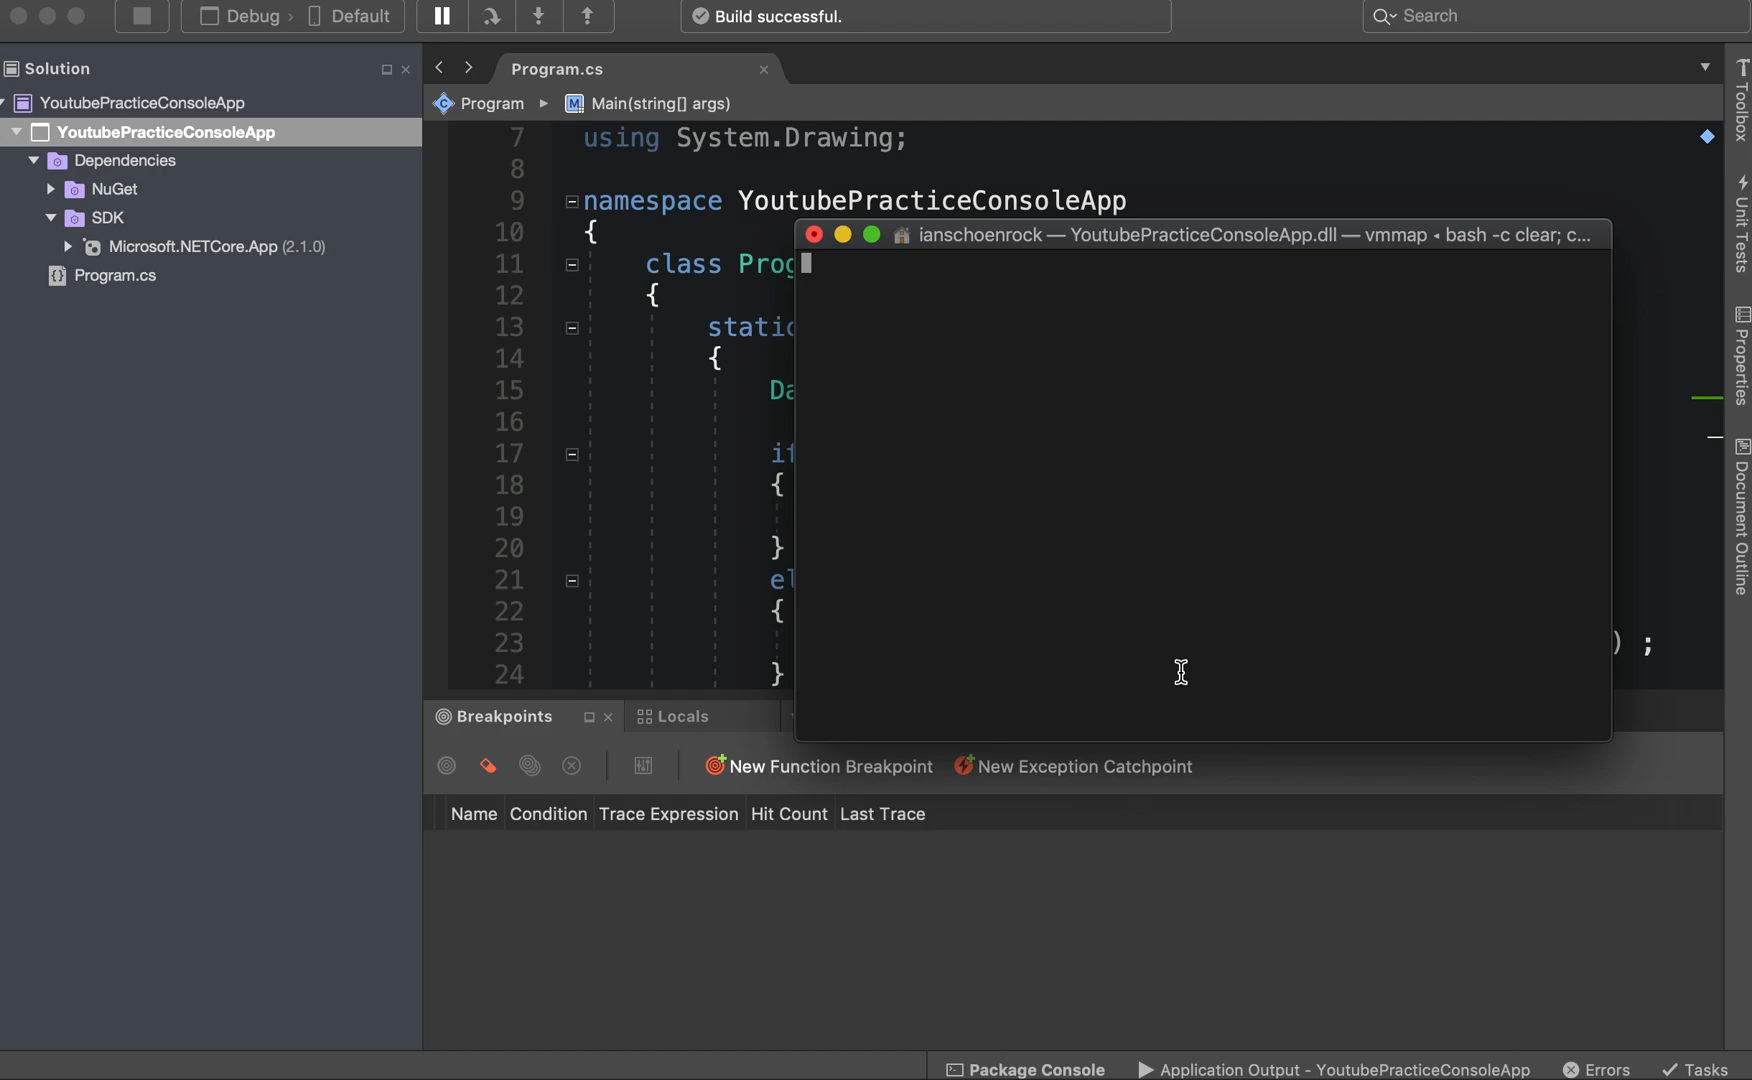 Debug › Default
Build successful.
Search
Solution
Program.cs
YoutubePracticeConsoleApp
Program ▸ Main(string[] args)
YoutubePracticeConsoleApp
Dependencies
NuGet
SDK
Microsoft.NETCore.App (2.1.0)
Program.cs
7 using System.Drawing;
8
9 namespace YoutubePracticeConsoleApp
10 {
11 class Prog
12 {
13 static
14 {
15 Da
16
17 if
18 {
19
20 }
21 el
22 {
23 ) ;
24 }
ianschoenrock — YoutubePracticeConsoleApp.dll — vmmap ◂ bash -c clear; c...
Toolbox
Unit Tests
Properties
Document Outline
Breakpoints
Locals
New Function Breakpoint
New Exception Catchpoint
Name Condition Trace Expression Hit Count Last Trace
Package Console
Application Output - YoutubePracticeConsoleApp
Errors
Tasks